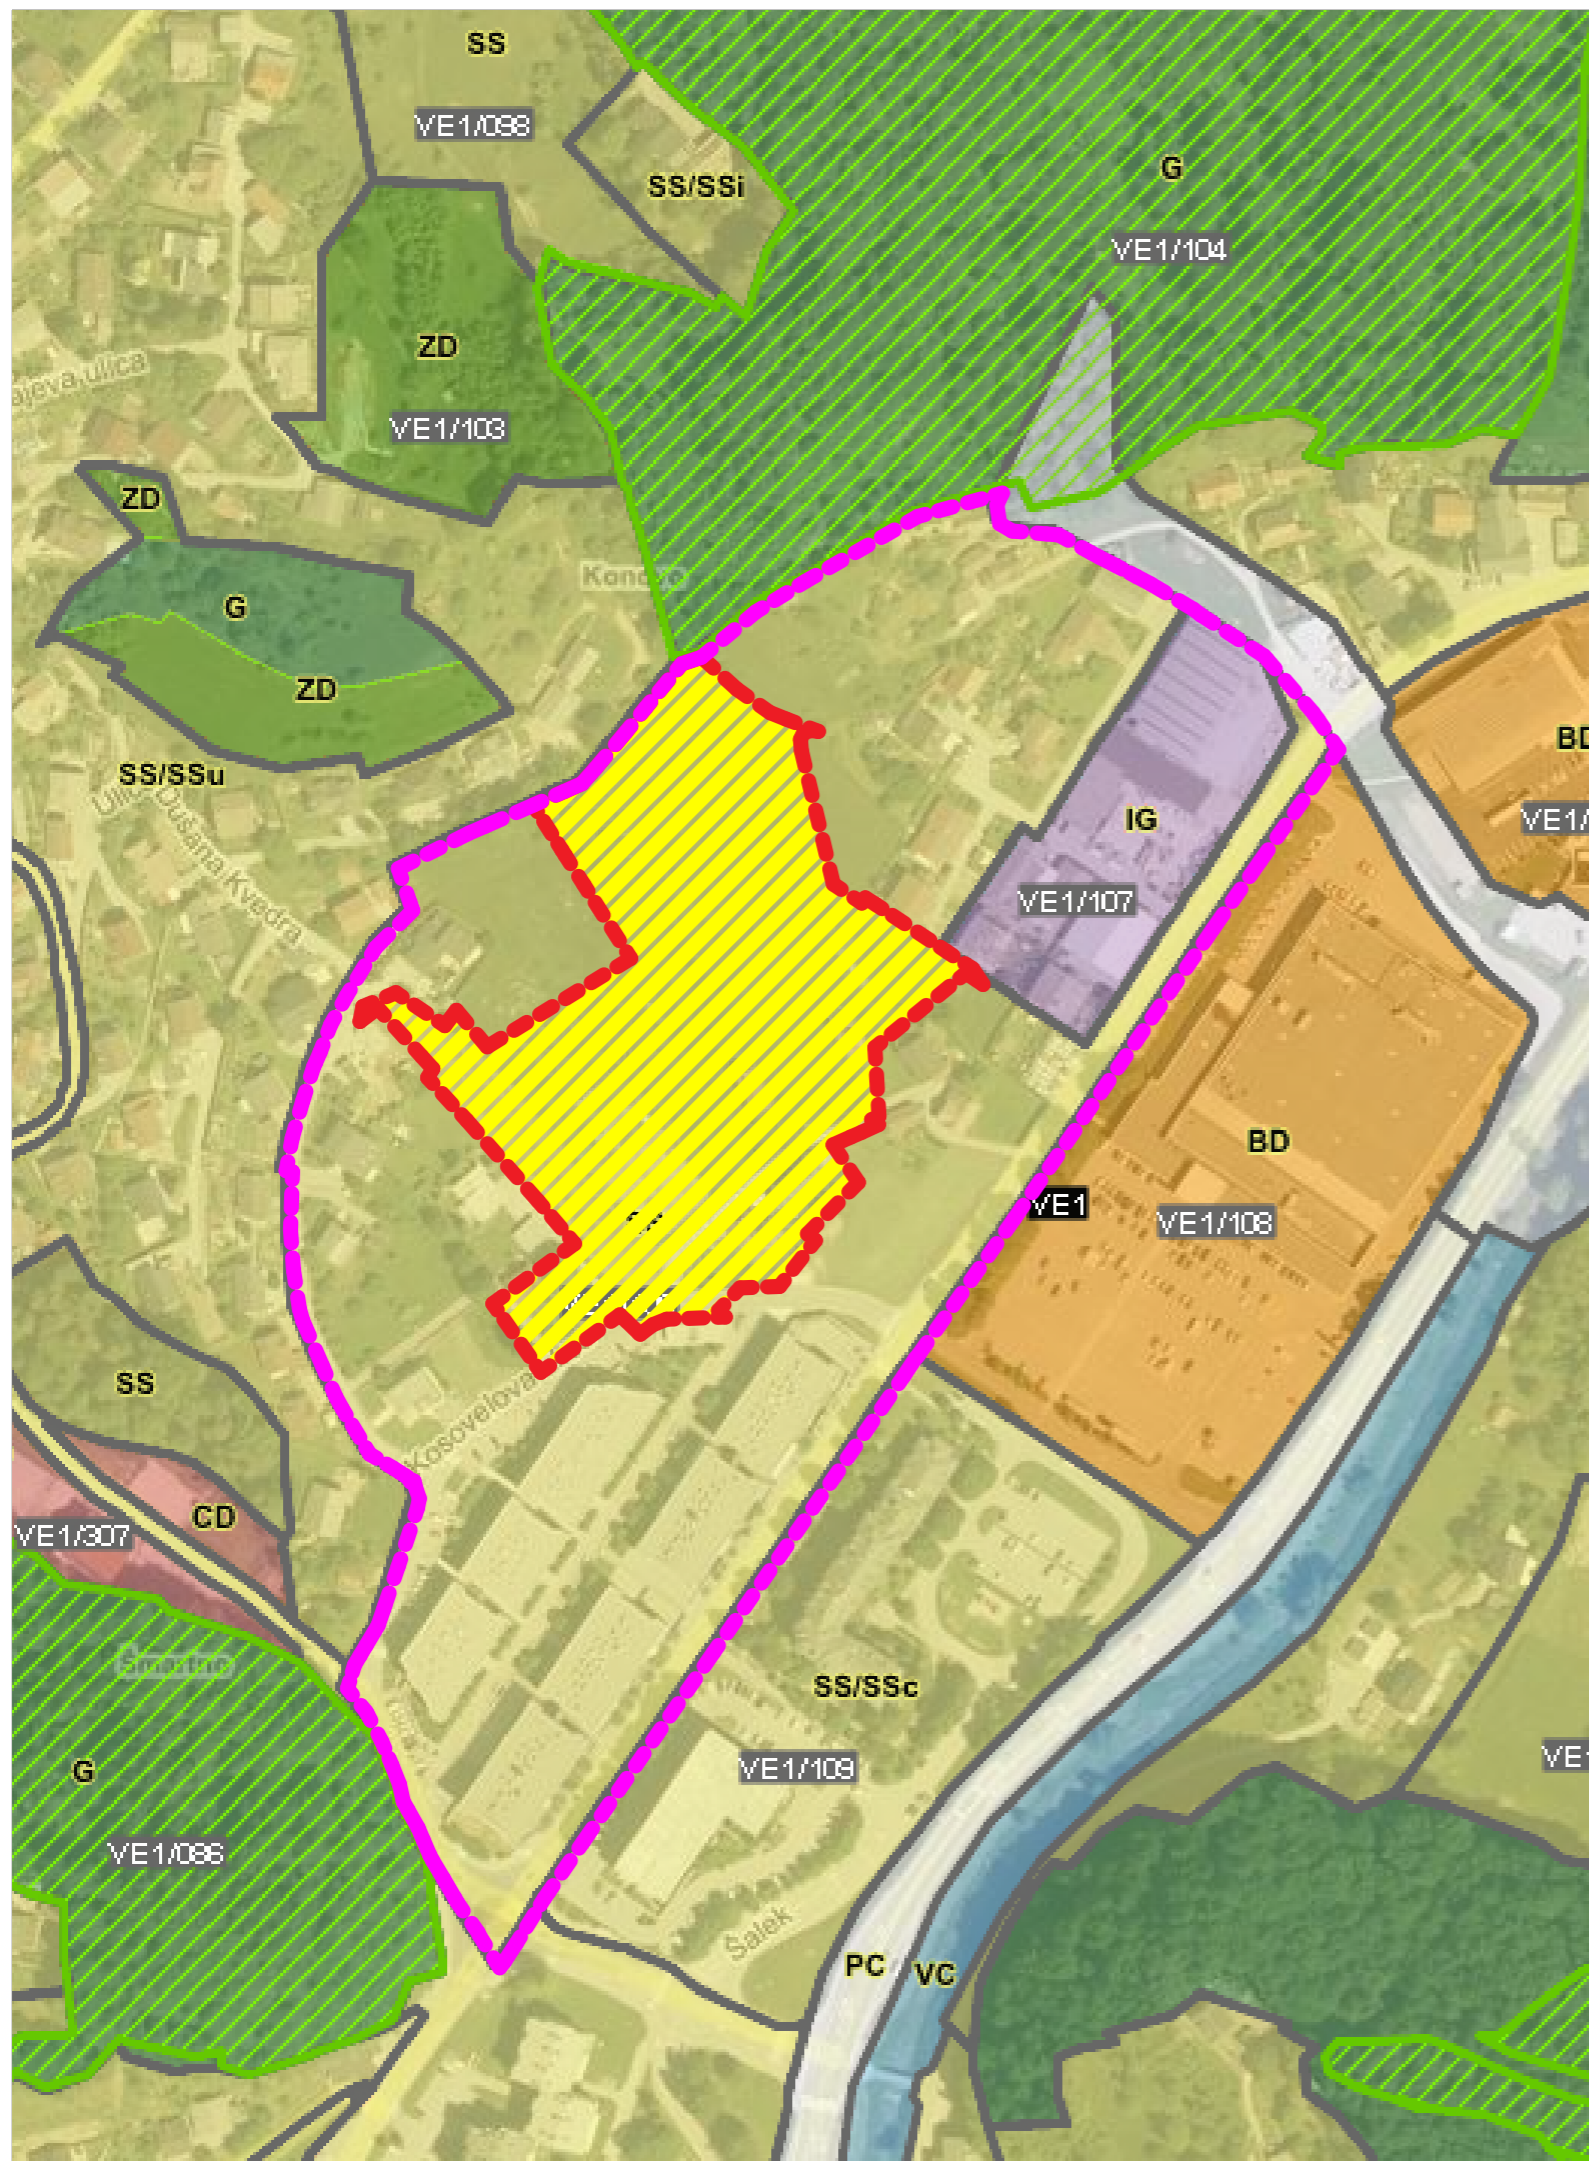 SS
VE1/098
SS/SSi
G
VE1/104
ZD
VE1/103
ajeva ulica
ZD
G
ZD
SS/SSu
Dušana Kvedra
IG
VE1/107
BD
VE1/
BD
VE1/108
VE1
SS
CD
VE1/307
Kosovelova
G
VE1/086
SS/SSc
VE1/109
VE1
Šalek
PC
VC